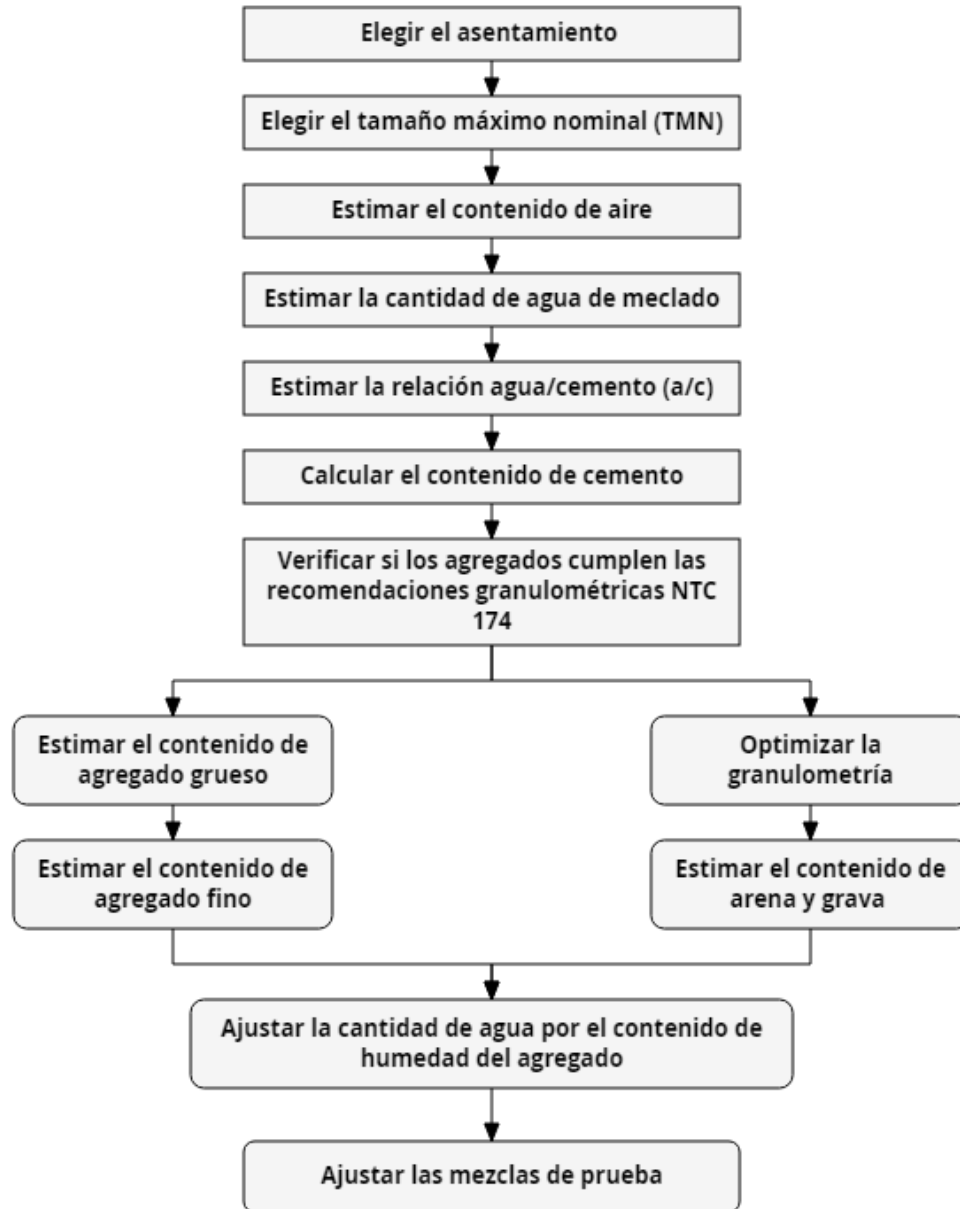 Elegir el asentamiento
Elegir el tamaño máximo nominal (TMN)
Estimar el contenido de aire
Estimar la cantidad de agua de meclado
Estimar la relación agua/cemento (a/c)
Calcular el contenido de cemento
Verificar si los agregados cumplen las
recomendaciones granulométricas NTC
174
Estimar el contenido de
agregado grueso
Optimizar la
granulometría
Estimar el contenido de
agregado fino
Estimar el contenido de
arena y grava
Ajustar la cantidad de agua por el contenido de
humedad del agregado
Ajustar las mezclas de prueba